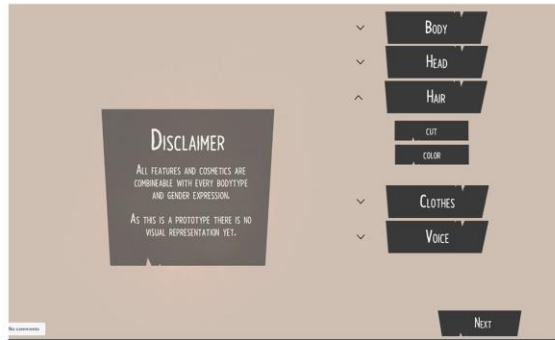 Body
Head
Hair
cut
color
Disclaimer
All features and cosmetics are
combineable with every bodytype
and gender expression.
As this is a prototype there is no
visual representation yet.
Clothes
Voice
Next
No comments